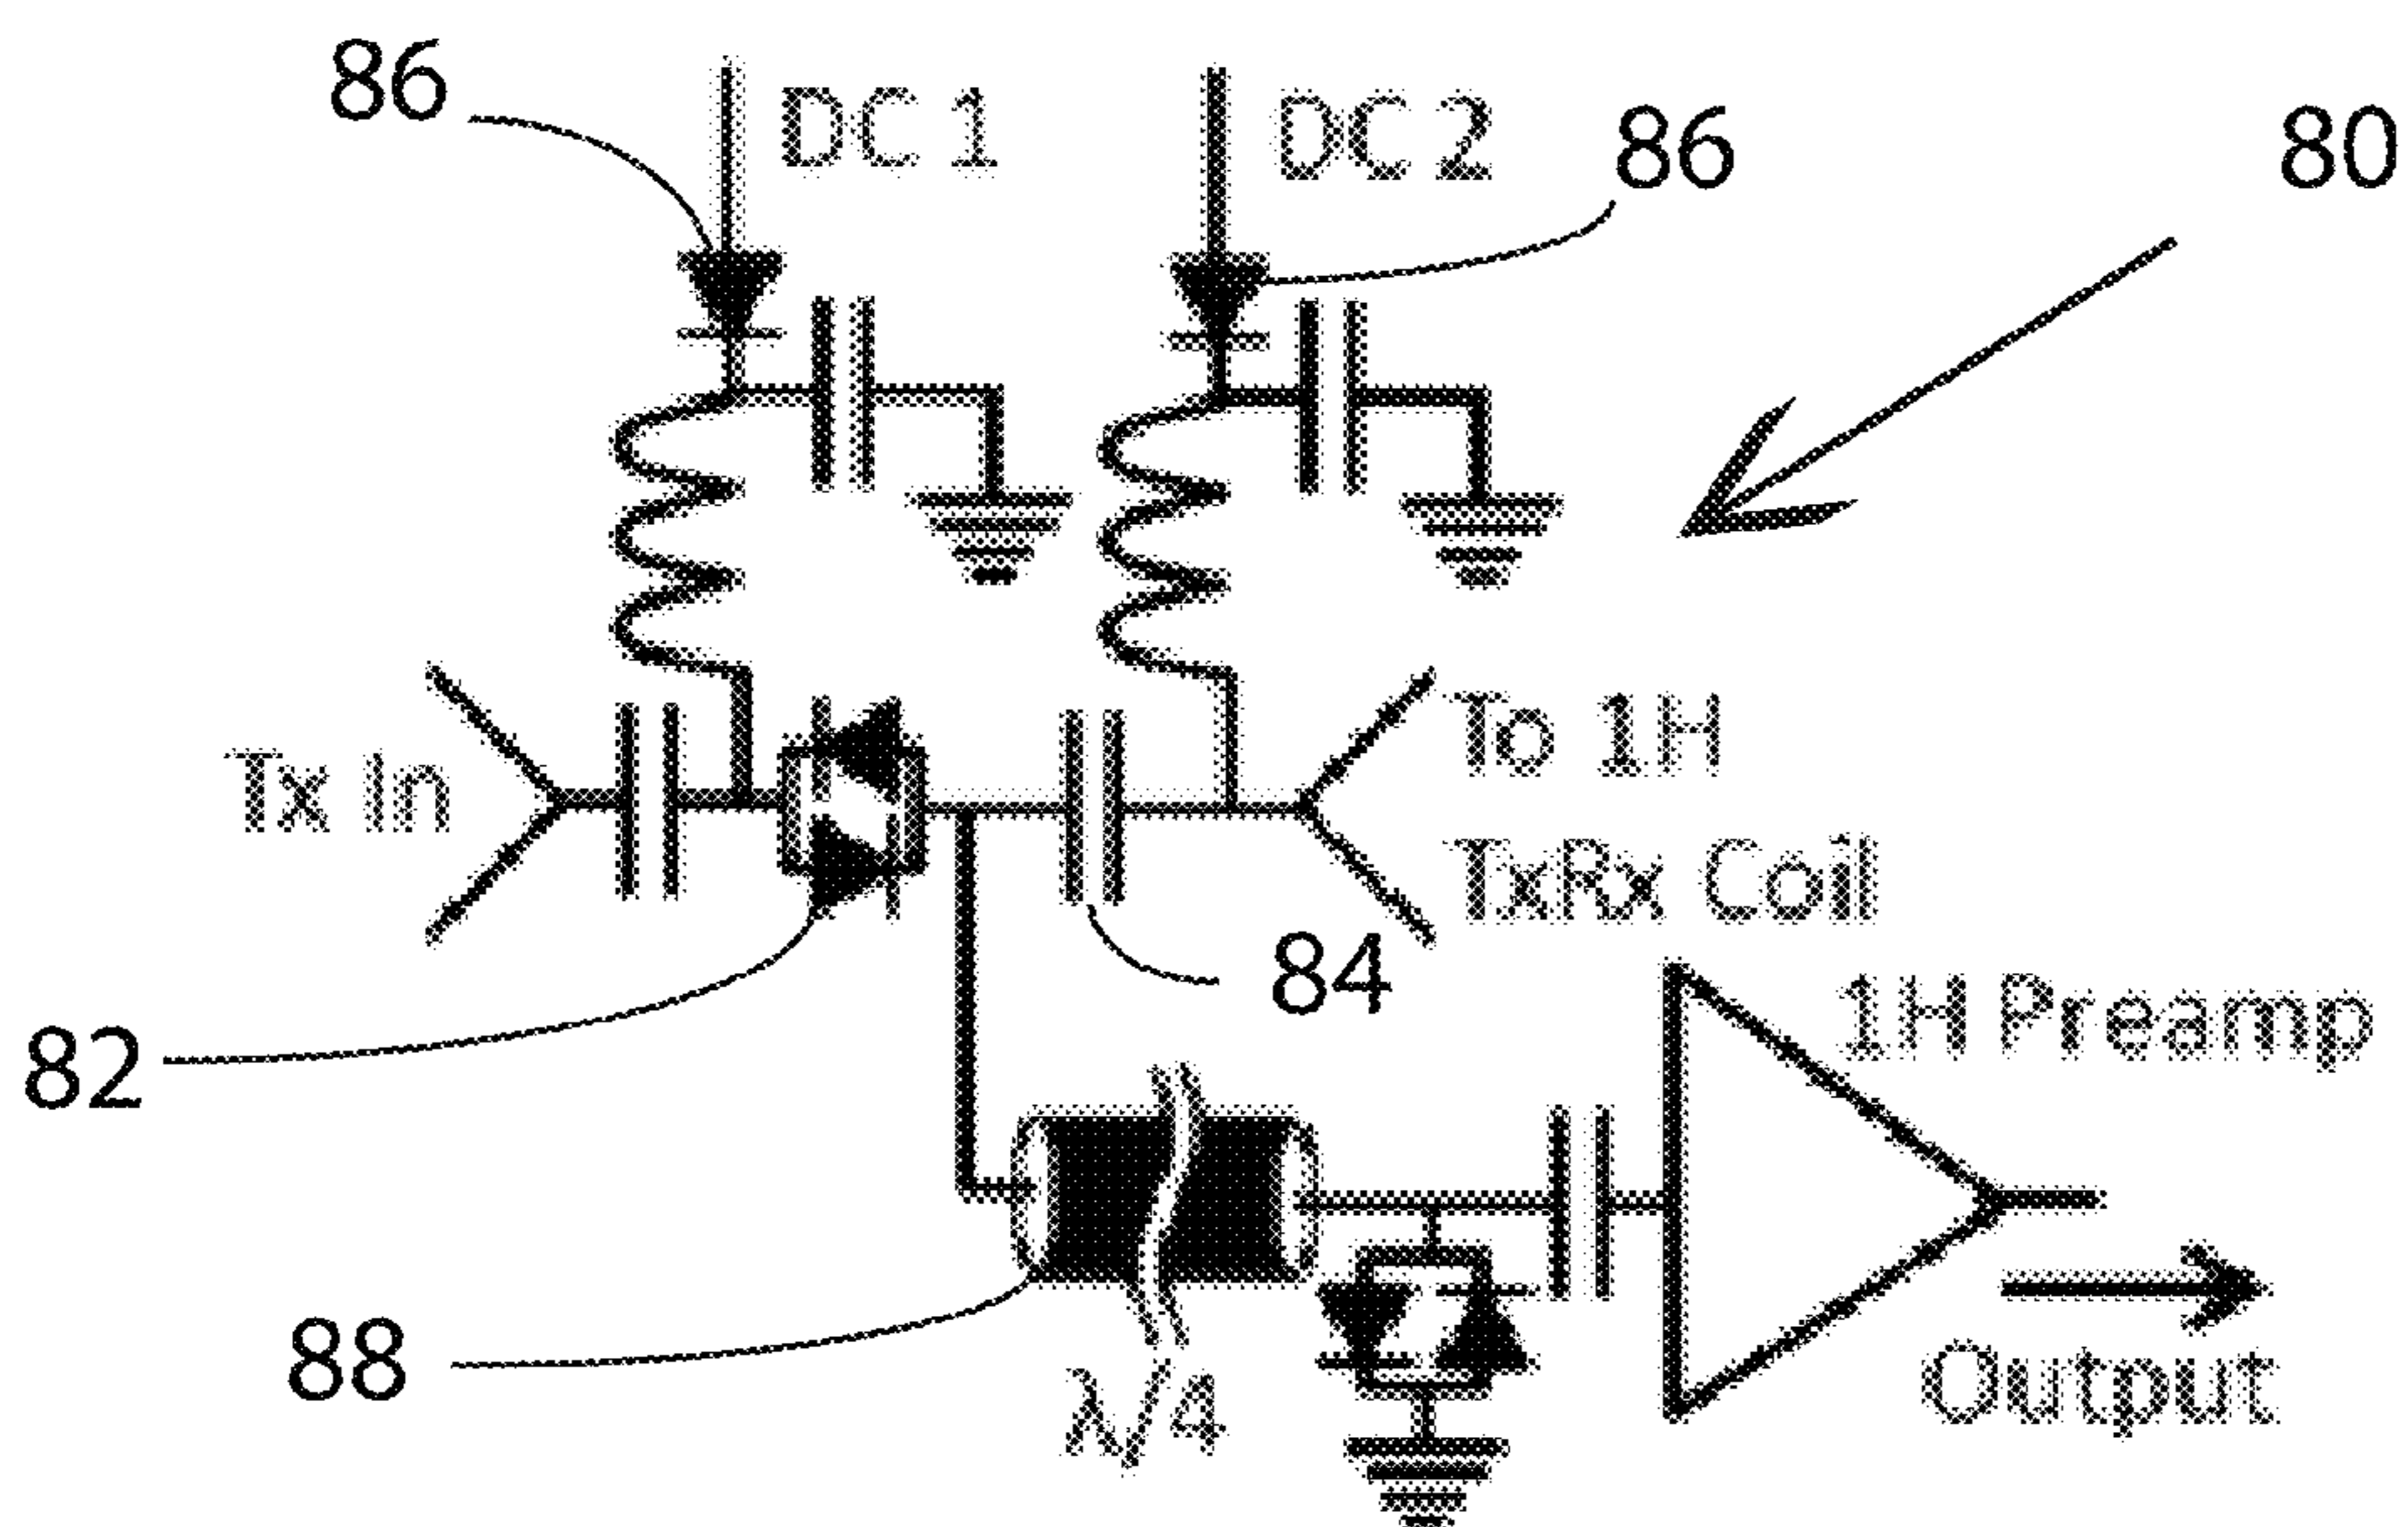 86
DC 1
DC 2
86
80
Tx In
To 1H
TxRx Coil
84
1H Preamp
82
88
λ/4
Output